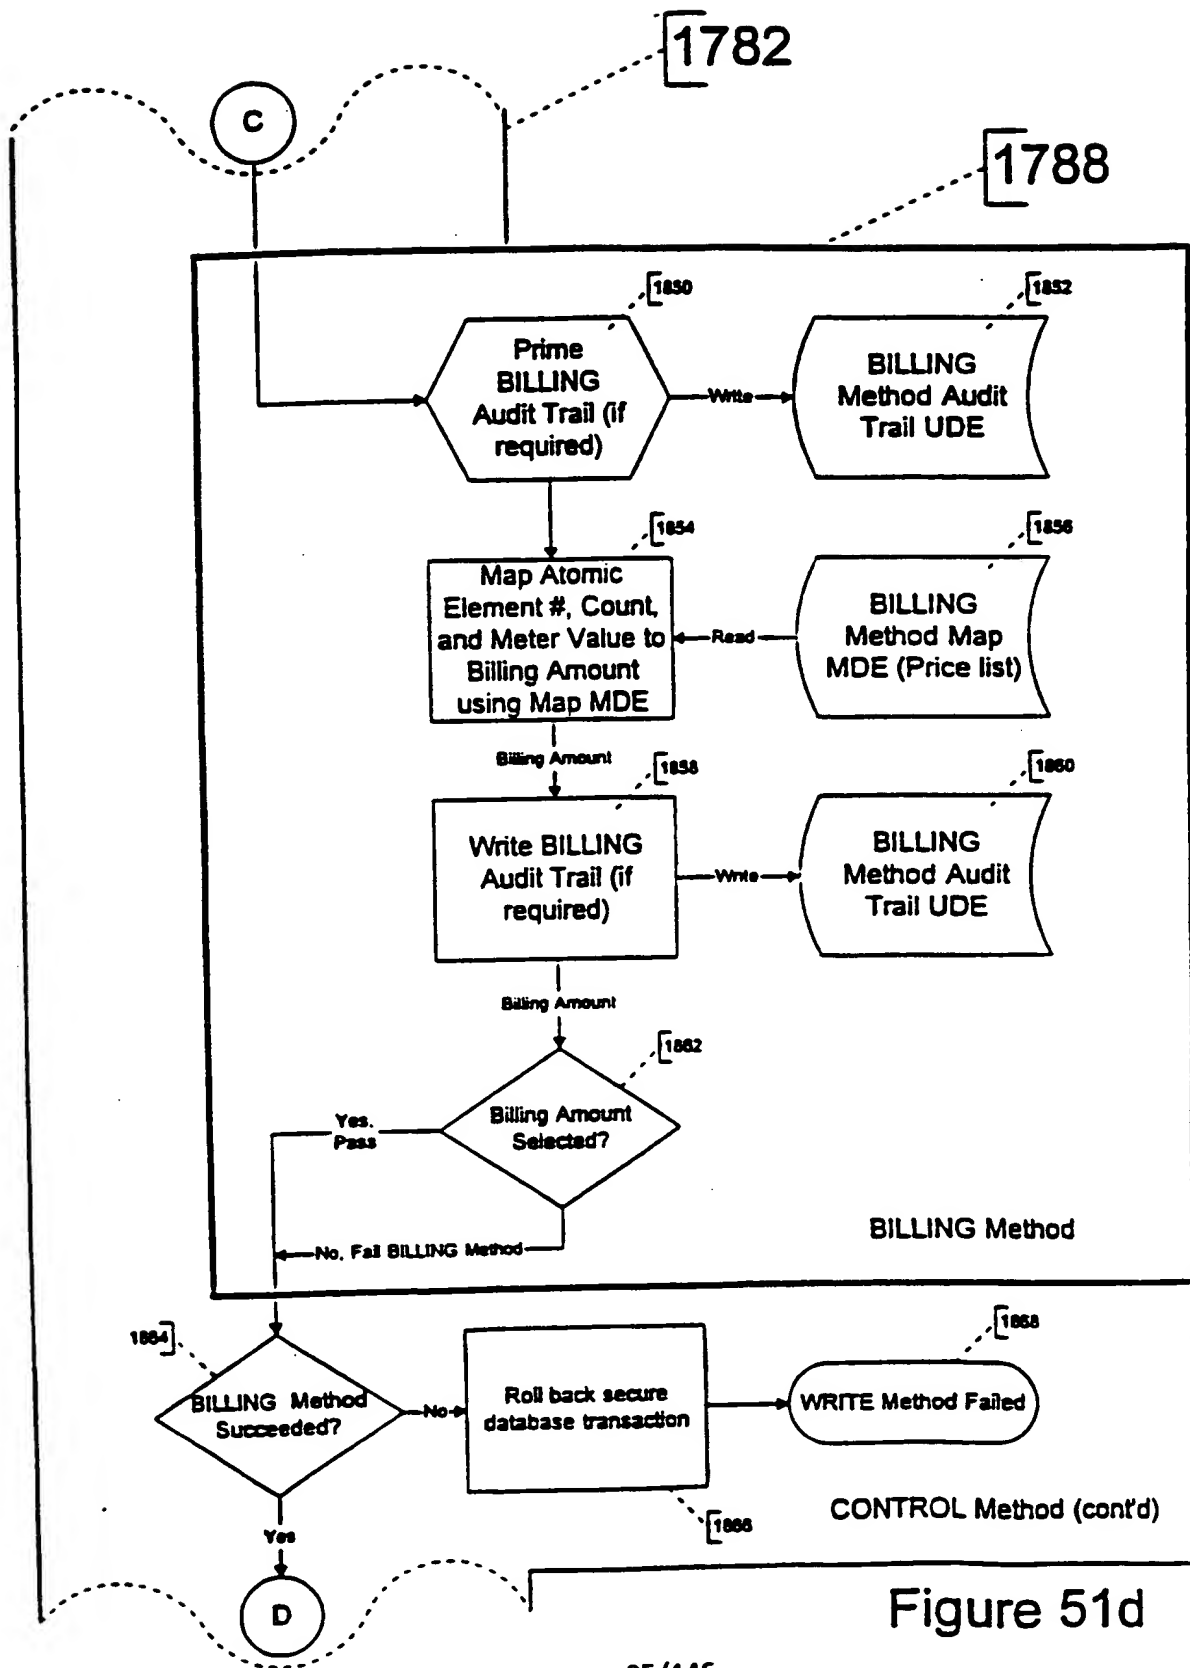 1782
C
1788
1850
Prime
BILLING
Audit Trail (if
required)
Write
1852
BILLING
Method Audit
Trail UDE
1854
Map Atomic
Element #, Count,
and Meter Value to
Billing Amount
using Map MDE
Read
1856
BILLING
Method Map
MDE (Price list)
Billing Amount
1858
Write BILLING
Audit Trail (if
required)
Write
1860
BILLING
Method Audit
Trail UDE
Billing Amount
1862
Billing Amount
Selected?
Yes.
Pass
No, Fail BILLING Method
BILLING Method
1864
BILLING Method
Succeeded?
No
Roll back secure
database transaction
1866
1868
WRITE Method Failed
Yes
CONTROL Method (cont'd)
D
Figure 51d